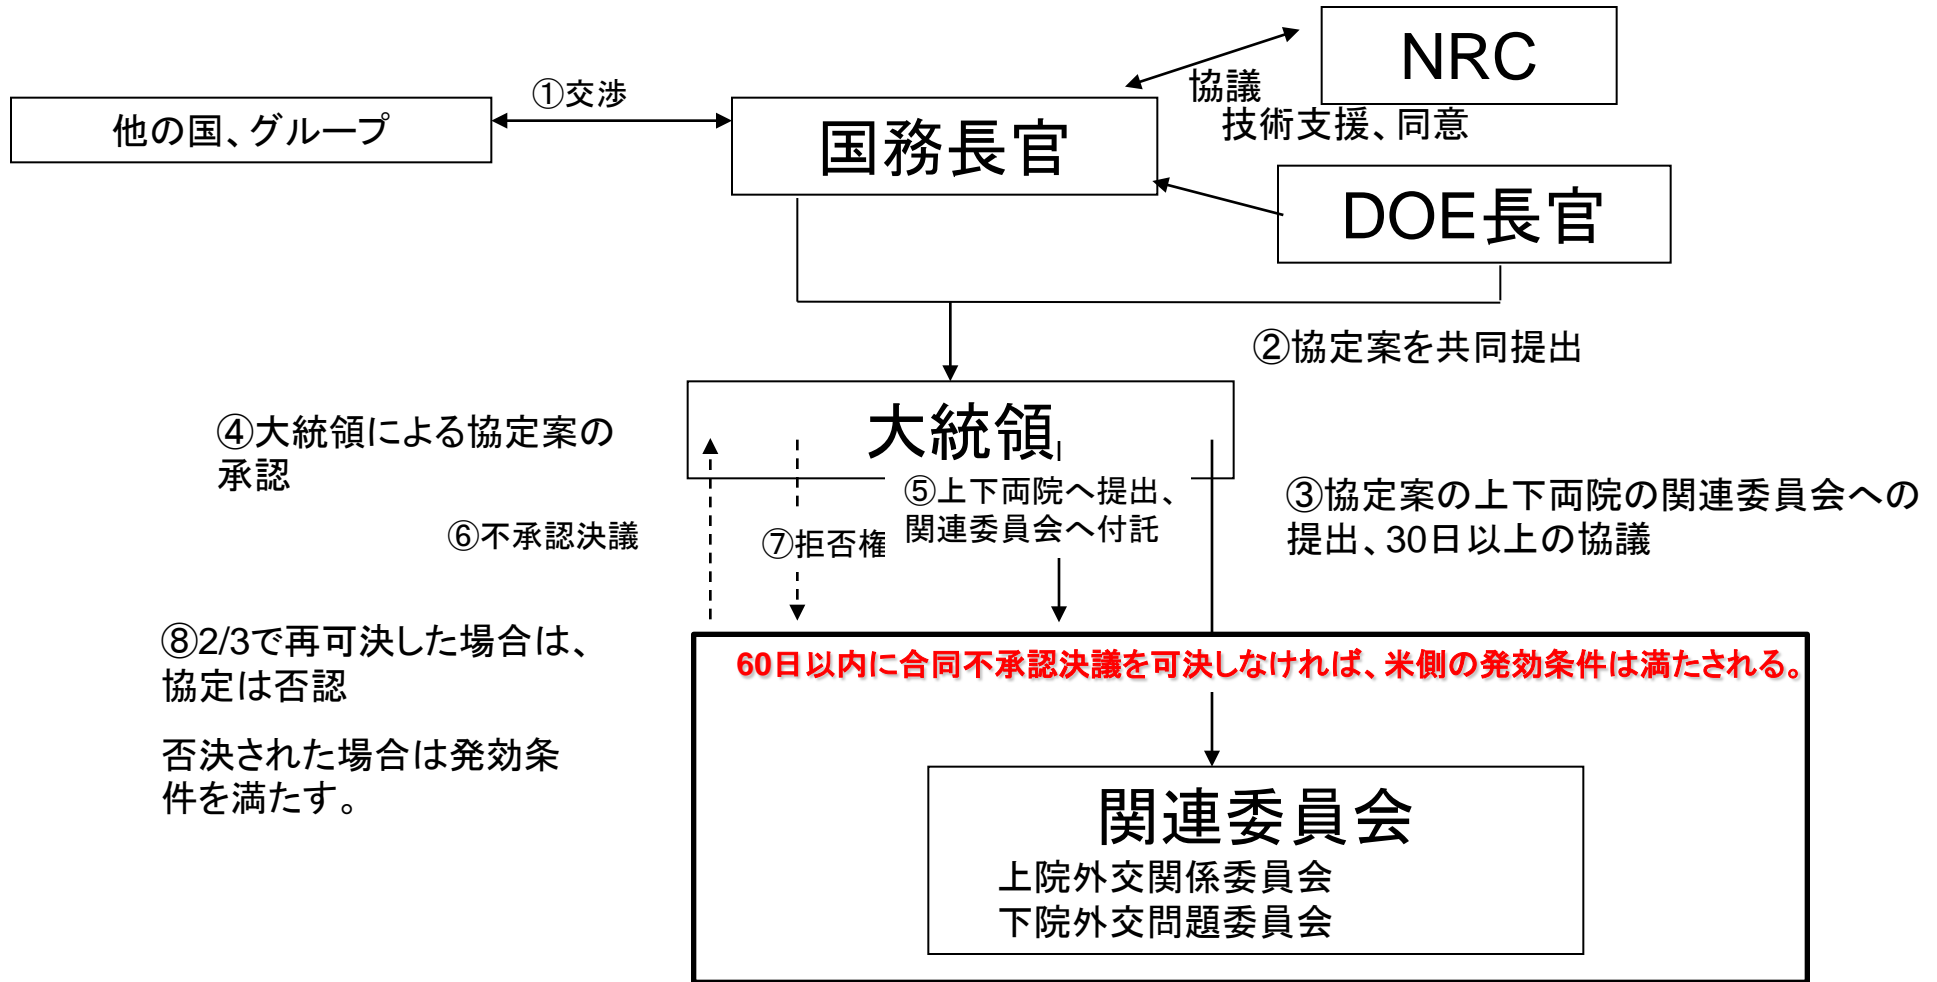 NRC
①交渉
協議
技術支援、同意
他の国、グループ
国務長官
DOE長官
②協定案を共同提出
大統領
④大統領による協定案の
承認
⑤上下両院へ提出、
関連委員会へ付託
③協定案の上下両院の関連委員会への
提出、30日以上の協議
⑥不承認決議
⑦拒否権
⑧2/3で再可決した場合は、
協定は否認
否決された場合は発効条
件を満たす。
60日以内に合同不承認決議を可決しなければ、米側の発効条件は満たされる。
関連委員会
上院外交関係委員会
下院外交問題委員会